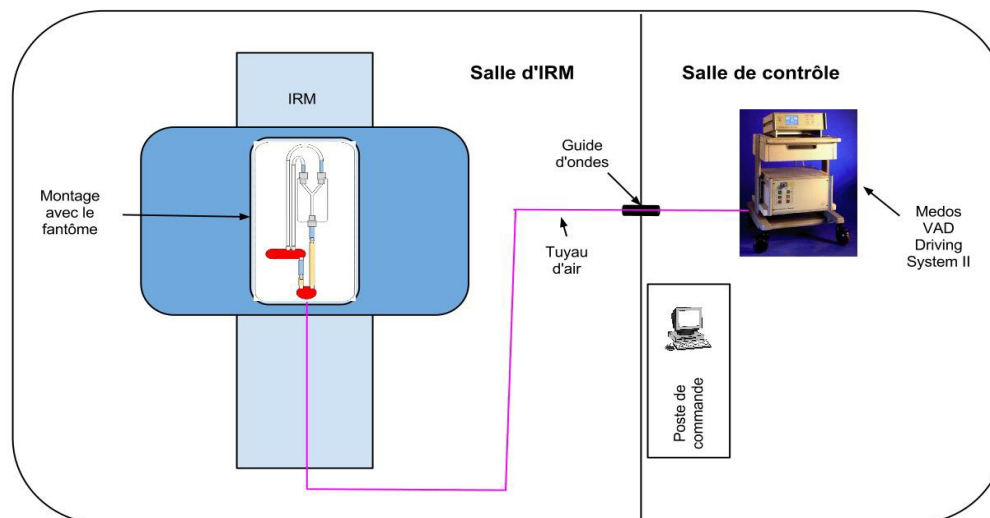 Salle d'IRM
Salle de contrôle
IRM
Guide
d'ondes
Montage
avec le
fantôme
Tuyau
d'air
Medos
VAD
Driving
System II
Poste de
commande